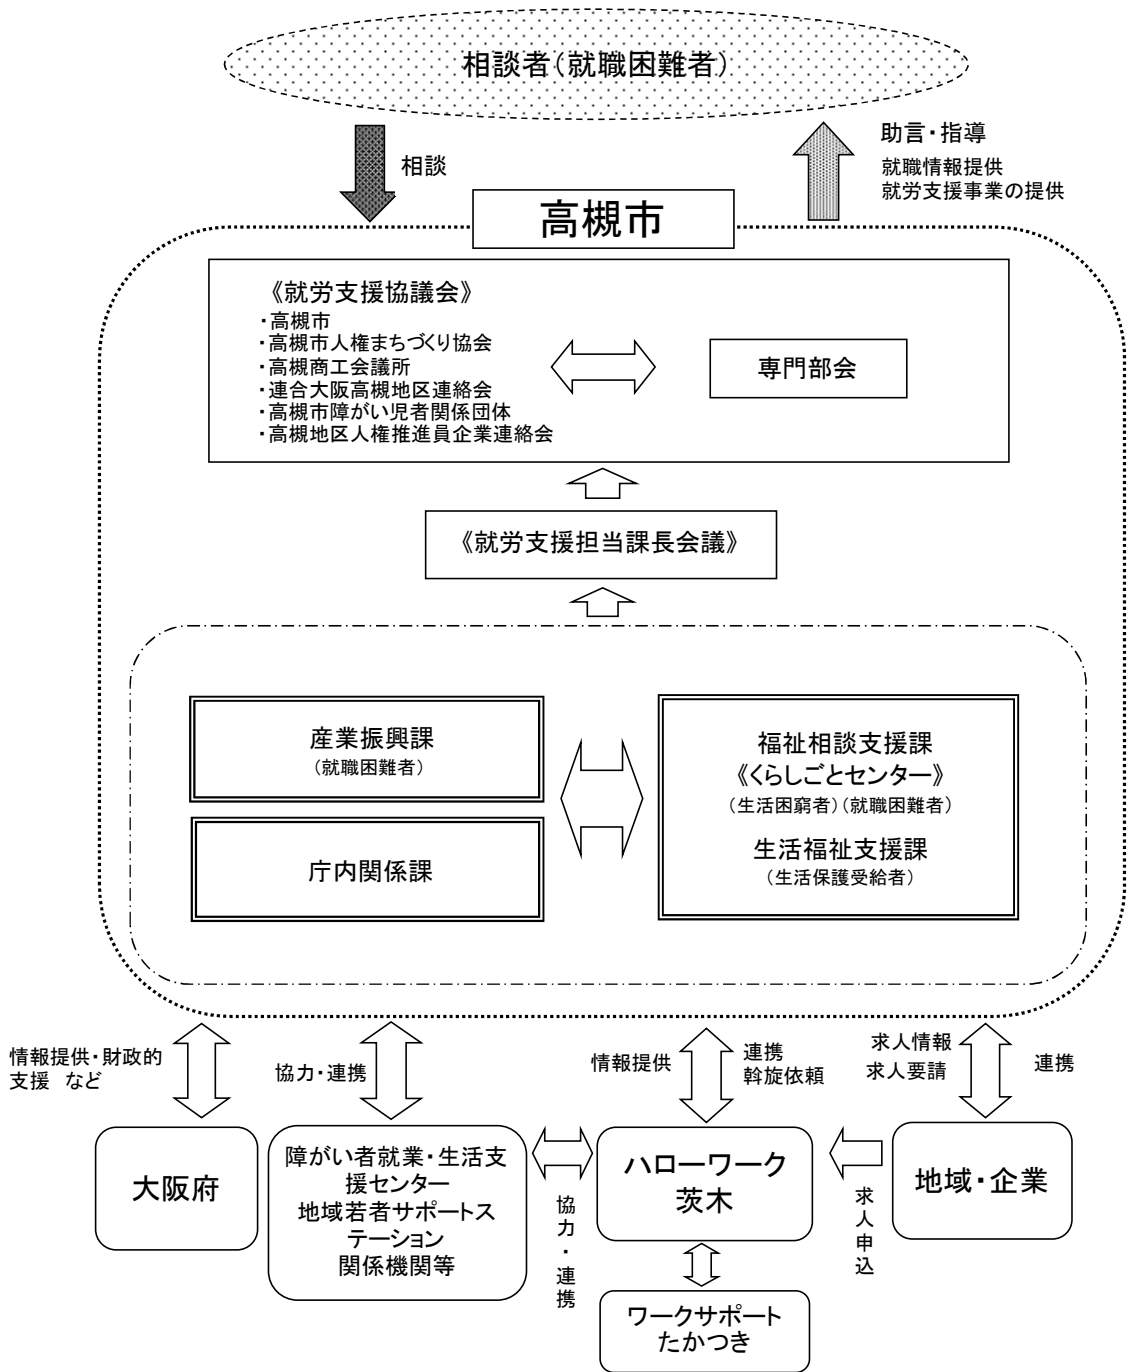 相談者（就職困難者）
相談
助言・指導
就職情報提供
就労支援事業の提供
高槻市
《就労支援協議会》
・高槻市
・高槻市人権まちづくり協会
・高槻商工会議所
・連合大阪高槻地区連絡会
・高槻市障がい児者関係団体
・高槻地区人権推進員企業連絡会
専門部会
《就労支援担当課長会議》
産業振興課
（就職困難者）
庁内関係課
福祉相談支援課
《くらしごとセンター》
（生活困窮者）（就職困難者）
生活福祉支援課
（生活保護受給者）
情報提供・財政的
支援　など
協力・連携
情報提供
連携
斡旋依頼
求人情報
求人要請
連携
大阪府
障がい者就業・生活支
援センター
地域若者サポートス
テーション
関係機関等
協力・連携
ハローワーク
茨木
求人申込
地域・企業
ワークサポート
たかつき